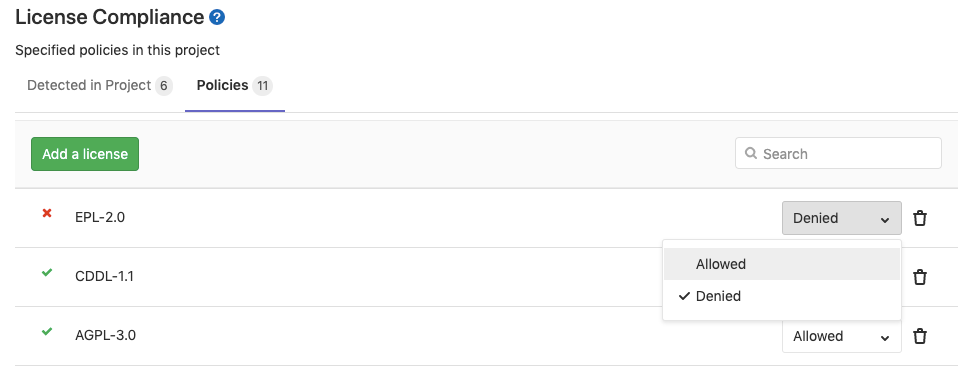 License Compliance ?
Specified policies in this project
Detected in Project 6 Policies 11
Add a license Search
EPL-2.0 Denied
Allowed
CDDL-1.1
Denied
AGPL-3.0 Allowed